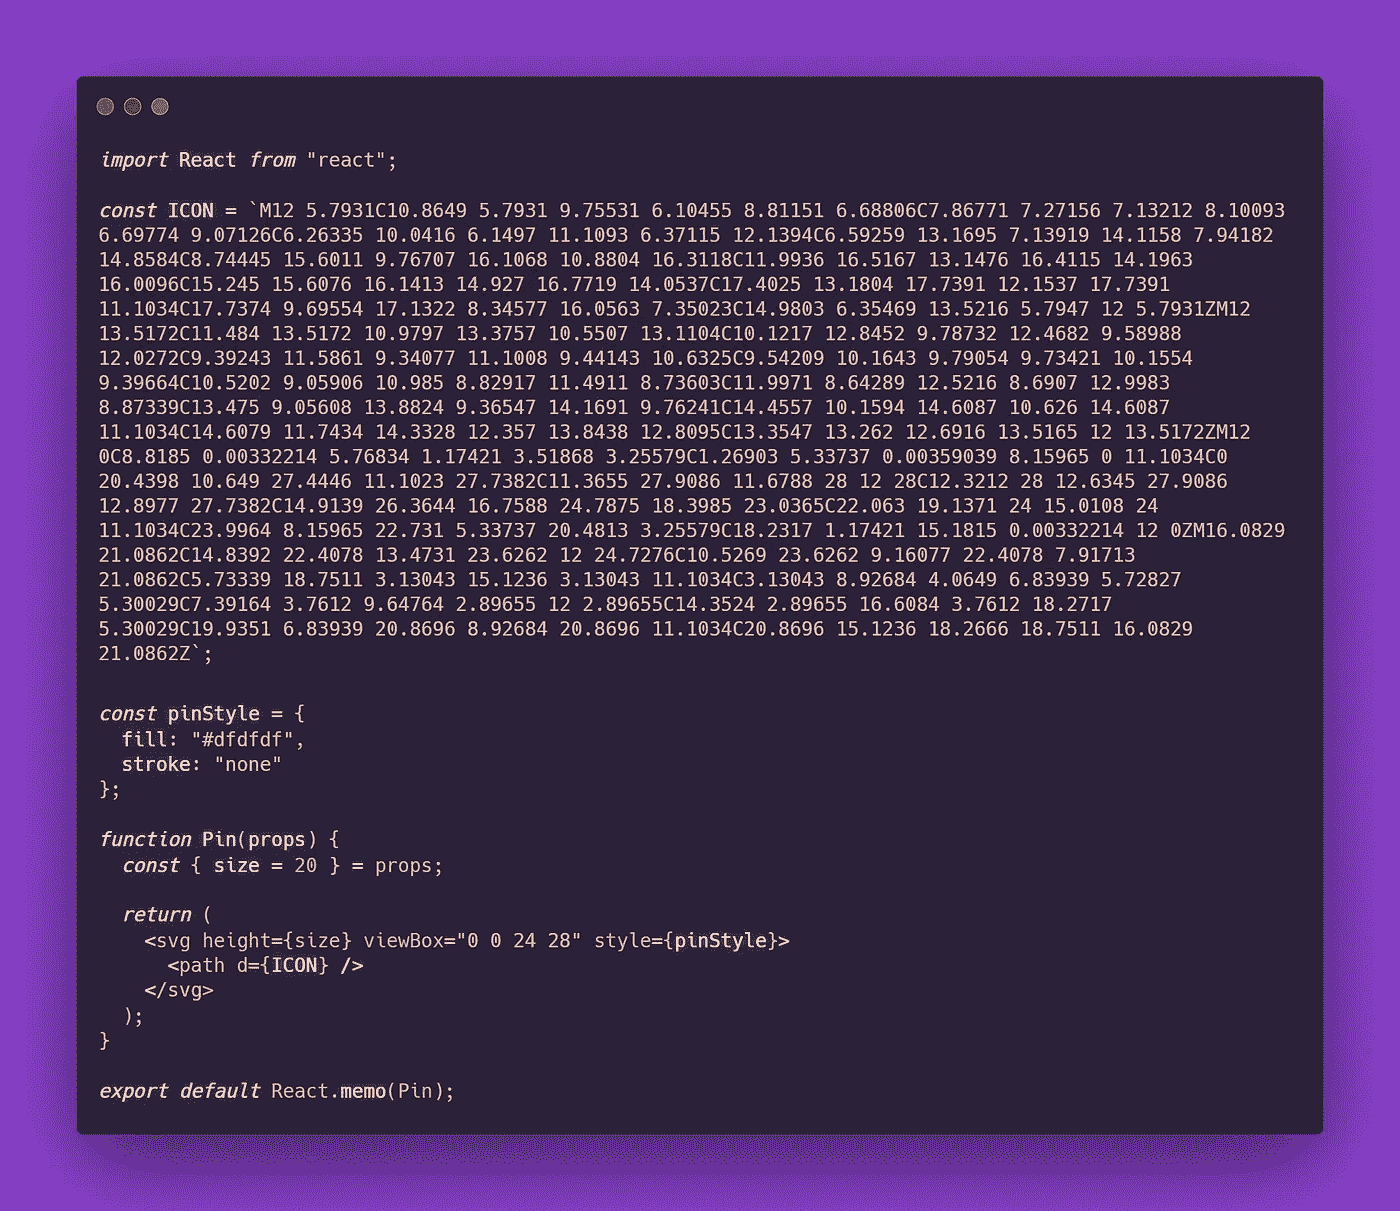 import React from "react";
const ICON = `M12 5.7931C10.8649 5.7931 9.75531 6.10455 8.81151 6.68806C7.86771 7.27156 7.13212 8.10093
6.69774 9.07126C6.26335 10.0416 6.1497 11.1093 6.37115 12.1394C6.59259 13.1695 7.13919 14.1158 7.94182
14.8584C8.74445 15.6011 9.76707 16.1068 10.8804 16.3118C11.9936 16.5167 13.1476 16.4115 14.1963
16.0096C15.245 15.6076 16.1413 14.927 16.7719 14.0537C17.4025 13.1804 17.7391 12.1537 17.7391
11.1034C17.7374 9.69554 17.1322 8.34577 16.0563 7.35023C14.9803 6.35469 13.5216 5.7947 12 5.7931ZM12
13.5172C11.484 13.5172 10.9797 13.3757 10.5507 13.1104C10.1217 12.8452 9.78732 12.4682 9.58988
12.0272C9.39243 11.5861 9.34077 11.1008 9.44143 10.6325C9.54209 10.1643 9.79054 9.73421 10.1554
9.39664C10.5202 9.05906 10.985 8.82917 11.4911 8.73603C11.9971 8.64289 12.5216 8.6907 12.9983
8.87339C13.475 9.05608 13.8824 9.36547 14.1691 9.76241C14.4557 10.1594 14.6087 10.626 14.6087
11.1034C14.6079 11.7434 14.3328 12.357 13.8438 12.8095C13.3547 13.262 12.6916 13.5165 12 13.5172ZM12
0C8.8185 0.00332214 5.76834 1.17421 3.51868 3.25579C1.26903 5.33737 0.00359039 8.15965 0 11.1034C0
20.4398 10.649 27.4446 11.1023 27.7382C11.3655 27.9086 11.6788 28 12 28C12.3212 28 12.6345 27.9086
12.8977 27.7382C14.9139 26.3644 16.7588 24.7875 18.3985 23.0365C22.063 19.1371 24 15.0108 24
11.1034C23.9964 8.15965 22.731 5.33737 20.4813 3.25579C18.2317 1.17421 15.1815 0.00332214 12 0ZM16.0829
21.0862C14.8392 22.4078 13.4731 23.6262 12 24.7276C10.5269 23.6262 9.16077 22.4078 7.91713
21.0862C5.73339 18.7511 3.13043 15.1236 3.13043 11.1034C3.13043 8.92684 4.0649 6.83939 5.72827
5.30029C7.39164 3.7612 9.64764 2.89655 12 2.89655C14.3524 2.89655 16.6084 3.7612 18.2717
5.30029C19.9351 6.83939 20.8696 8.92684 20.8696 11.1034C20.8696 15.1236 18.2666 18.7511 16.0829
21.0862Z`;
const pinStyle = {
  fill: "#dfdfdf",
  stroke: "none"
};
function Pin(props) {
  const { size = 20 } = props;
  return (
    <svg height={size} viewBox="0 0 24 28" style={pinStyle}>
      <path d={ICON} />
    </svg>
  );
}
export default React.memo(Pin);